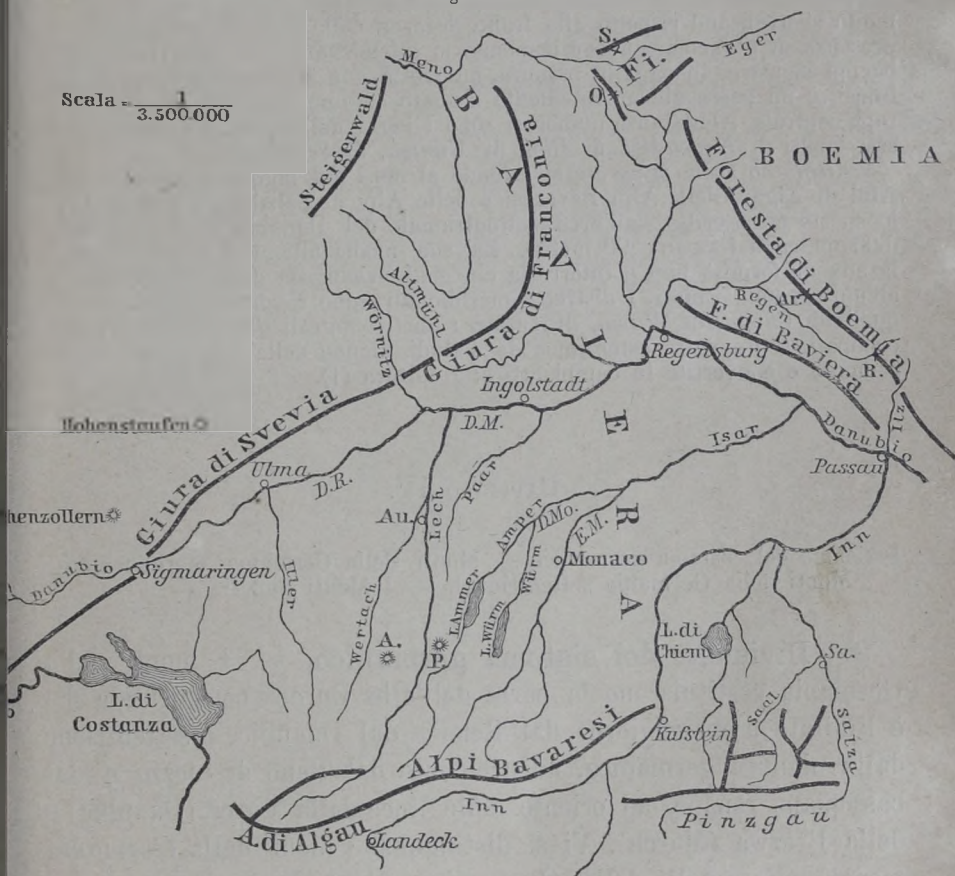 Meno
S.
Fi.
Eger
O.
Scala = 1
3.500.000
Steigerwald
BAVIERA
BOEMIA
Foresta di Boemia
Giura di Franconia
Altmühl
Wörnitz
Regen
Ar.
F. di Baviera
R.
Ilz
Regensburg
Ingolstadt
D.M.
Hohenstaufen
Giura di Svevia
Isar
Danubio
Passau
Ulma
D.R.
Paar
Lech
Au.
Amper
D.Mo.
E.M.
henzollern
Inn
Danubio
Sigmaringen
Iller
Wertach
L.Ammer
Würm
L.Würm
Monaco
A.
P.
L.di
Chiem
Sa.
L.di
Costanza
Saal
Salza
Kufstein
Alpi Bavaresi
Inn
A.di Algau
Landeck
Pinzgau